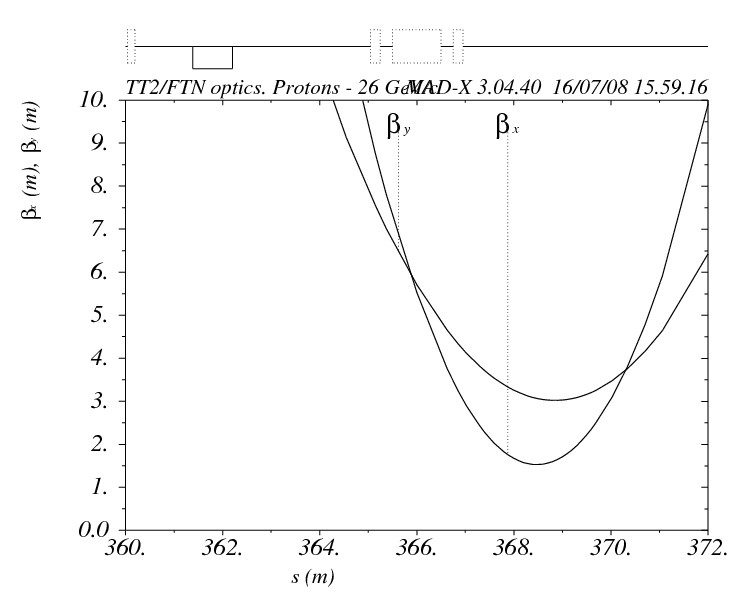 TT2/FTN optics. Protons - 26 GeV/c MAD-X 3.04.40 16/07/08 15.59.16
10.
9.
8.
7.
6.
5.
4.
3.
2.
1.
0.0
βx (m), βy (m)
βy βx
360. 362. 364. 366. 368. 370. 372.
s (m)